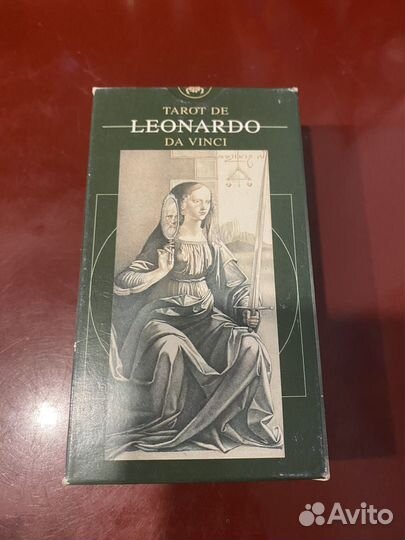 TAROT DE
LEONARDO
DA VINCI
Avito